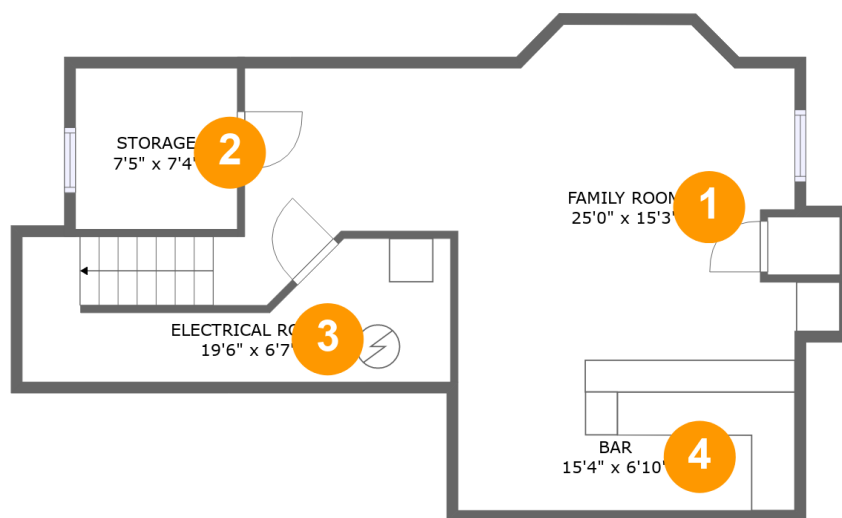 STORAGE
7'5" x 7'4"
2
FAMILY ROOM
25'0" x 15'3"
1
ELECTRICAL
19'6" x 6'7"
3
BAR
15'4" x 6'10"
4